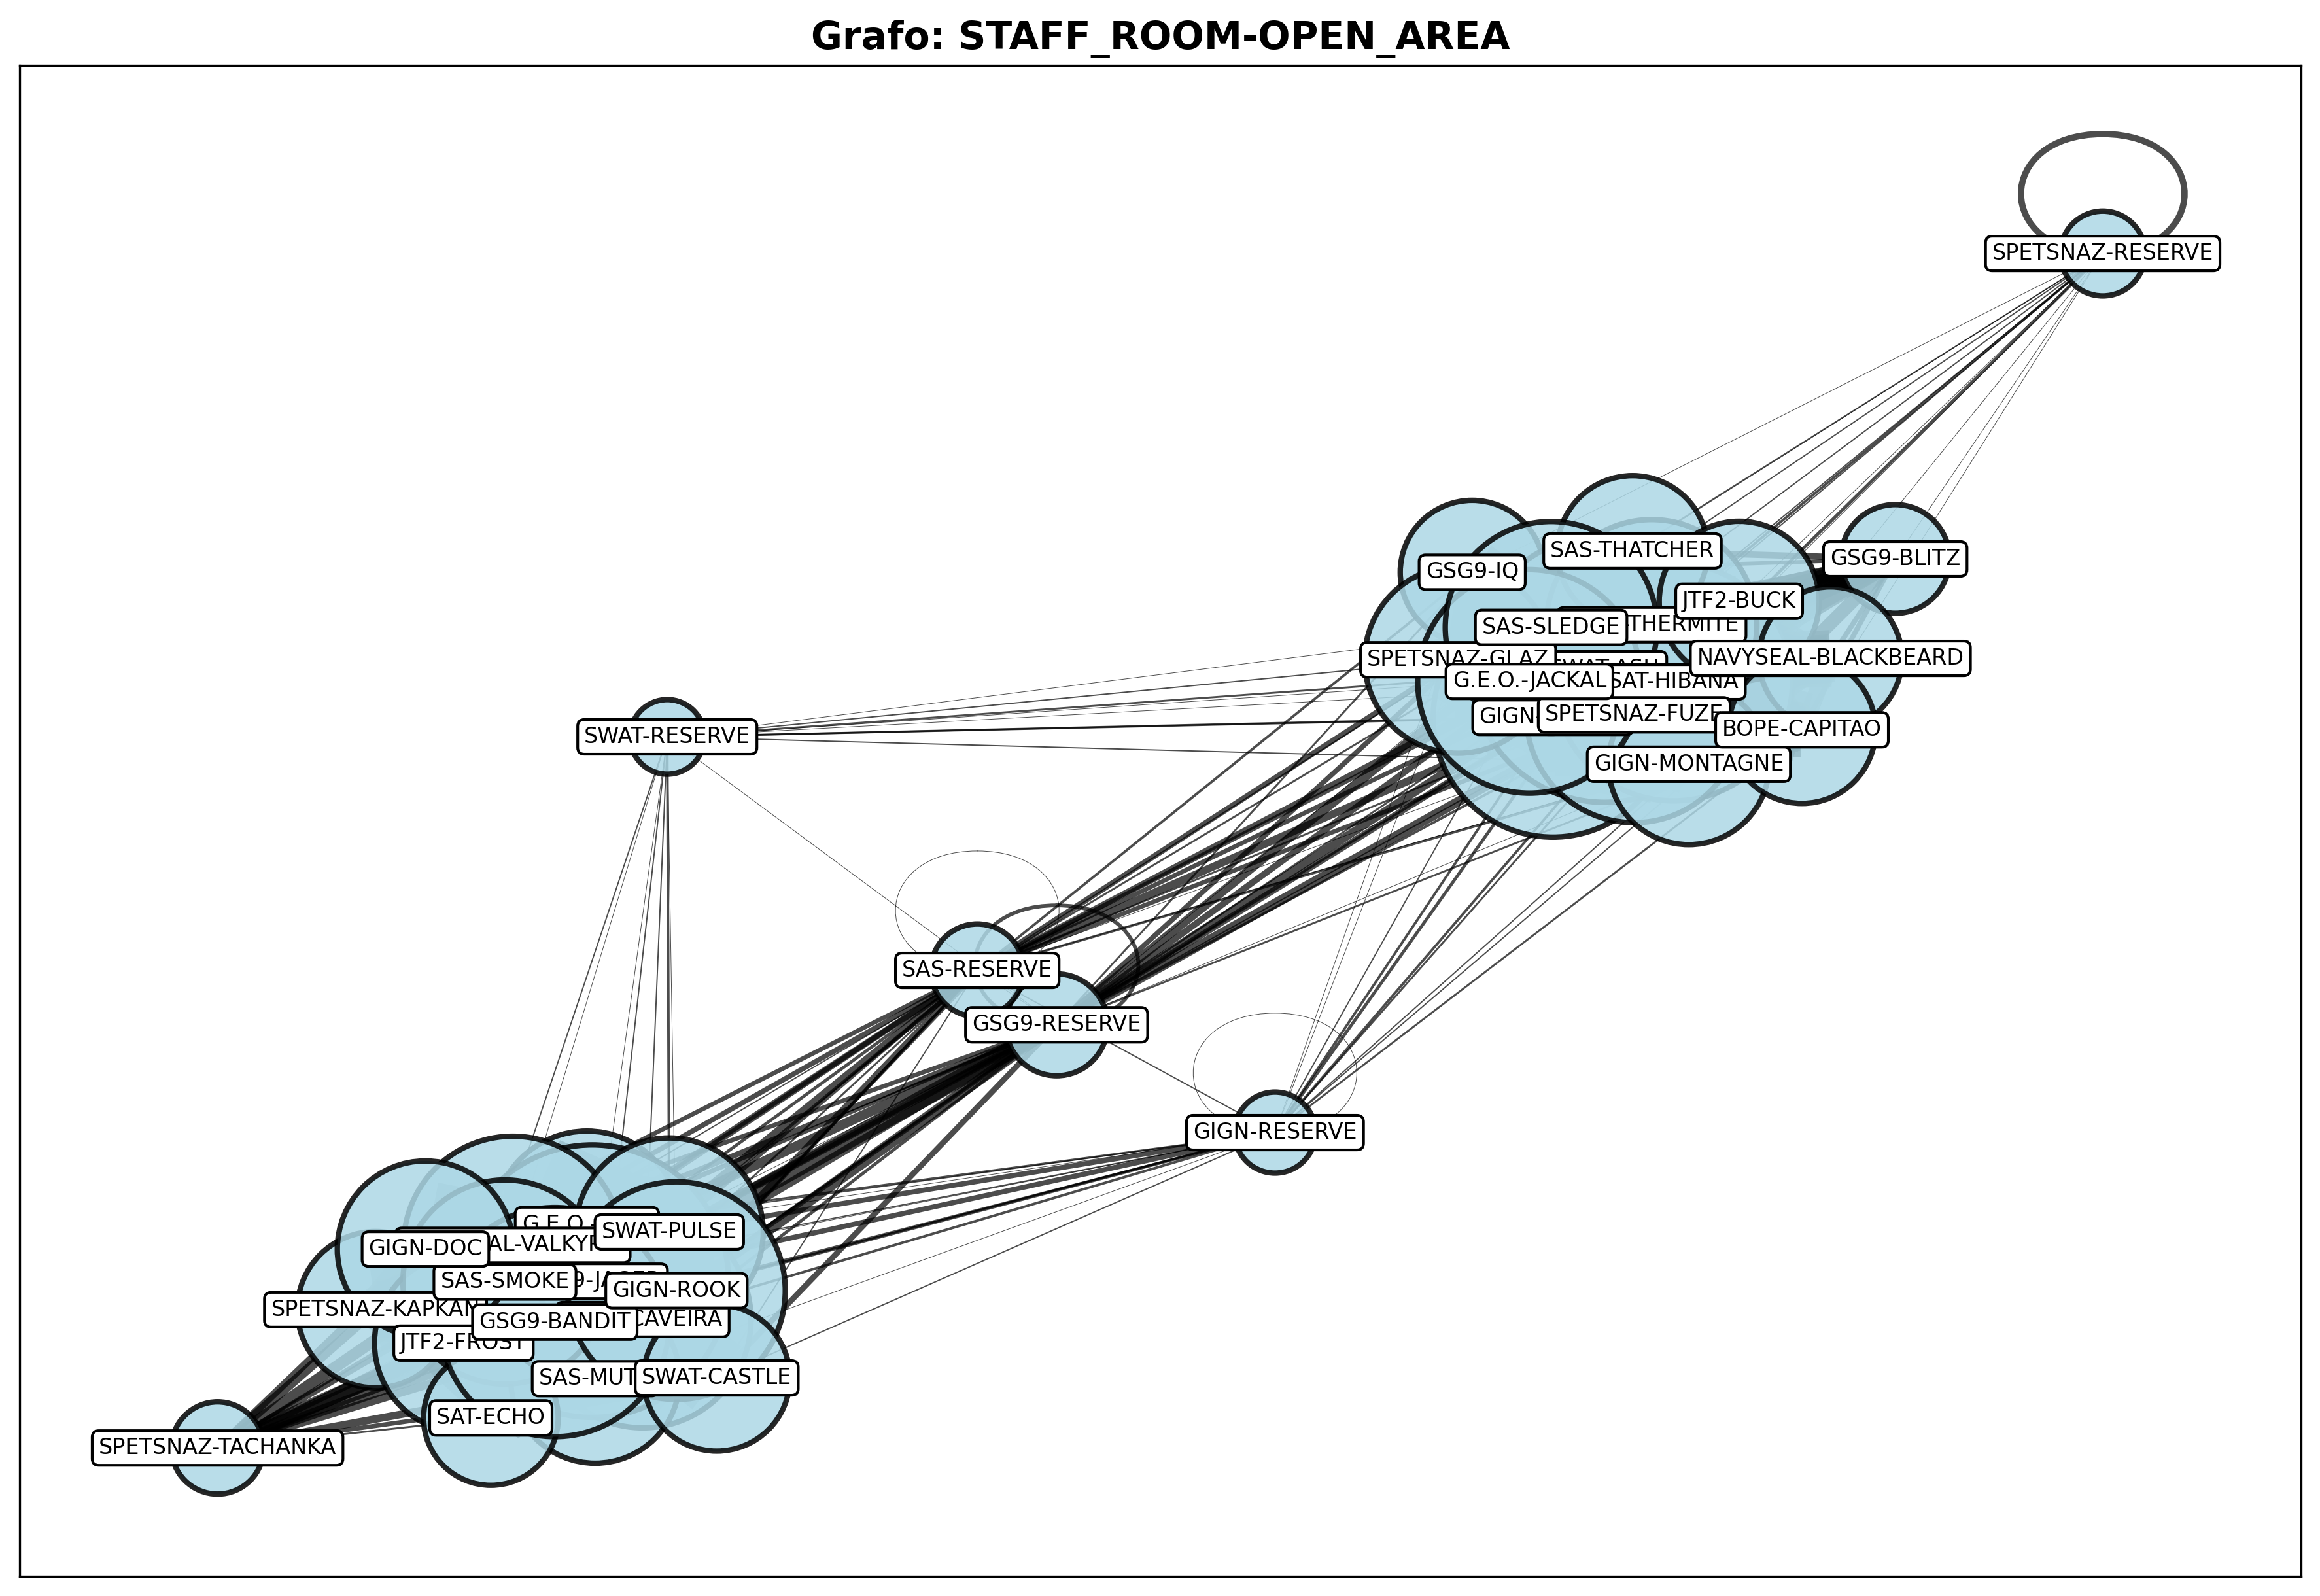 Grafo: STAFF_ROOM-OPEN_AREA
SPETSNAZ-RESERVE
SAS-THATCHER
GSG9-BLITZ
GSG9-IQ
JTF2-BUCK
SAS-SLEDGE
THERMITE
SPETSNAZ-GLAZ
NAVYSEAL-BLACKBEARD
G.E.O.-JACKAL
SAT-HIBANA
GIGN-
SPETSNAZ-FUZE
BOPE-CAPITAO
SWAT-RESERVE
GIGN-MONTAGNE
SAS-RESERVE
GSG9-RESERVE
GIGN-RESERVE
G.E.O.
SWAT-PULSE
GIGN-DOC
AL-VALKYRIE
SAS-SMOKE
GIGN-ROOK
SPETSNAZ-KAPKAN
GSG9-BANDIT
CAVEIRA
JTF2-FROST
SAS-MUT
SWAT-CASTLE
SAT-ECHO
SPETSNAZ-TACHANKA